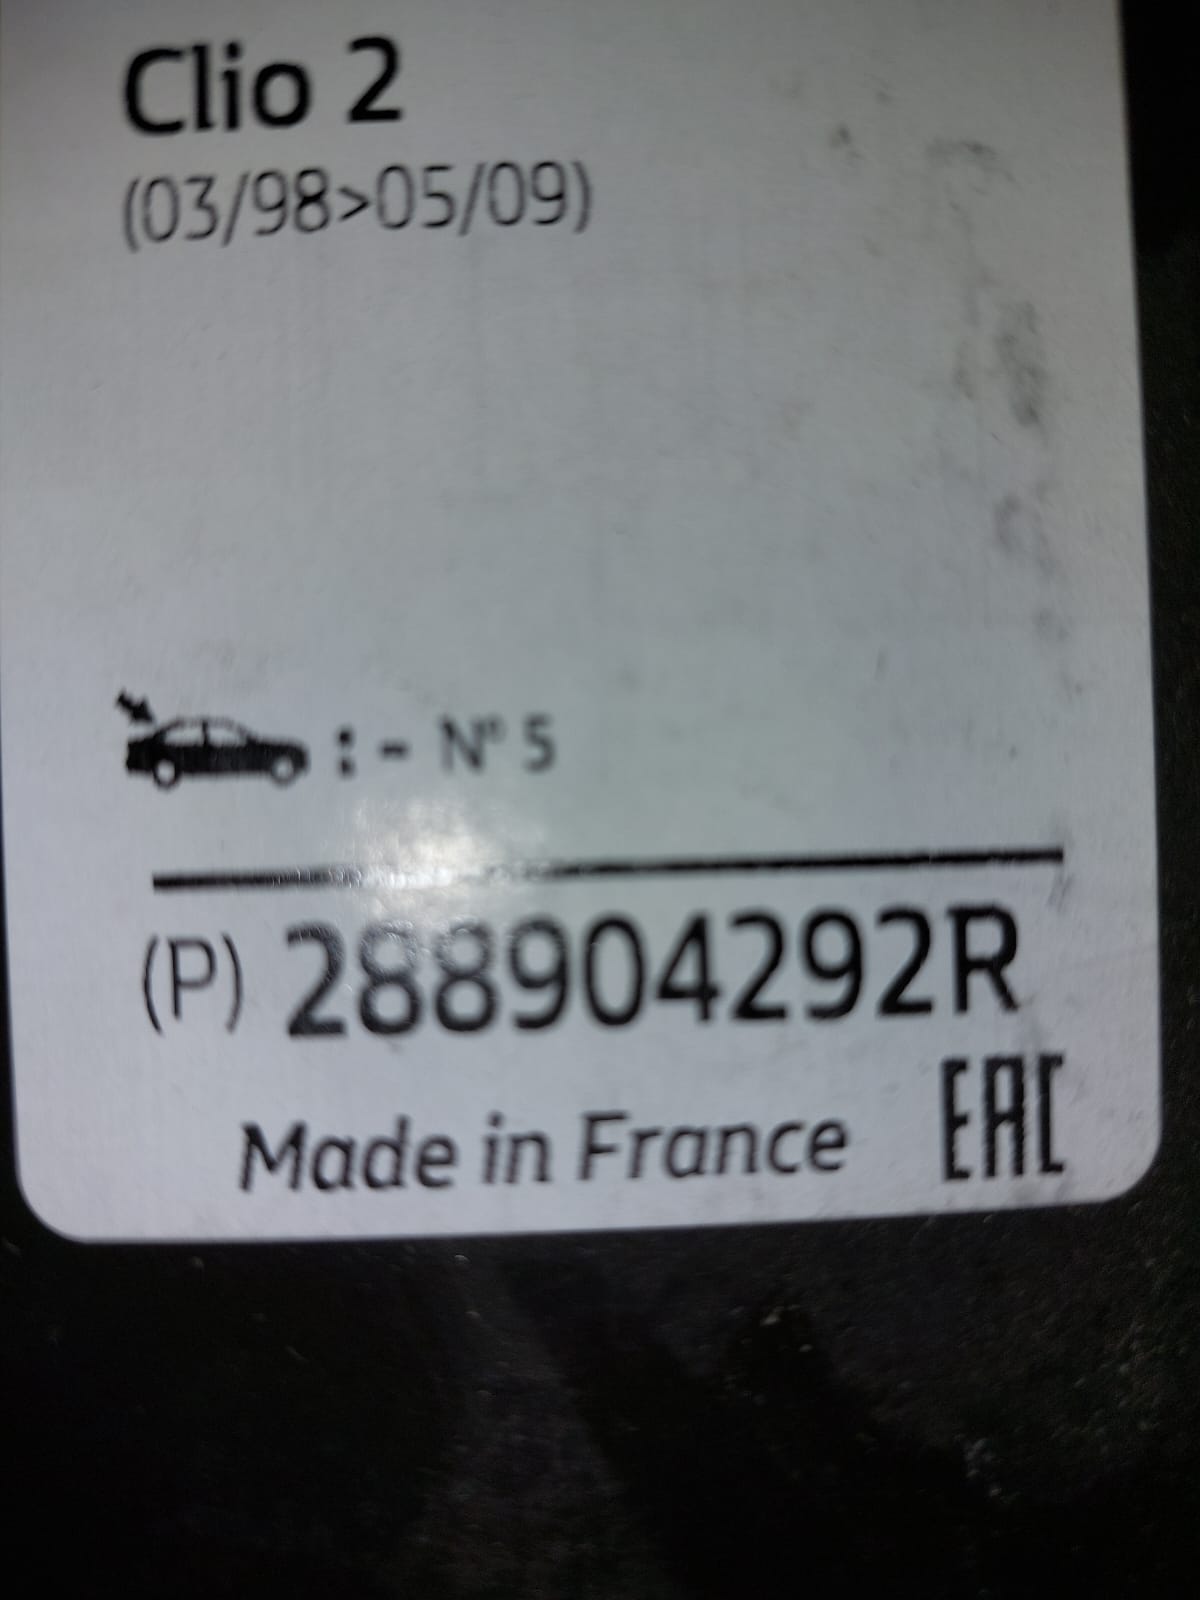 Clio 2
(03/98>05/09)
: - N° 5
(P) 288904292R
Made in France EAC